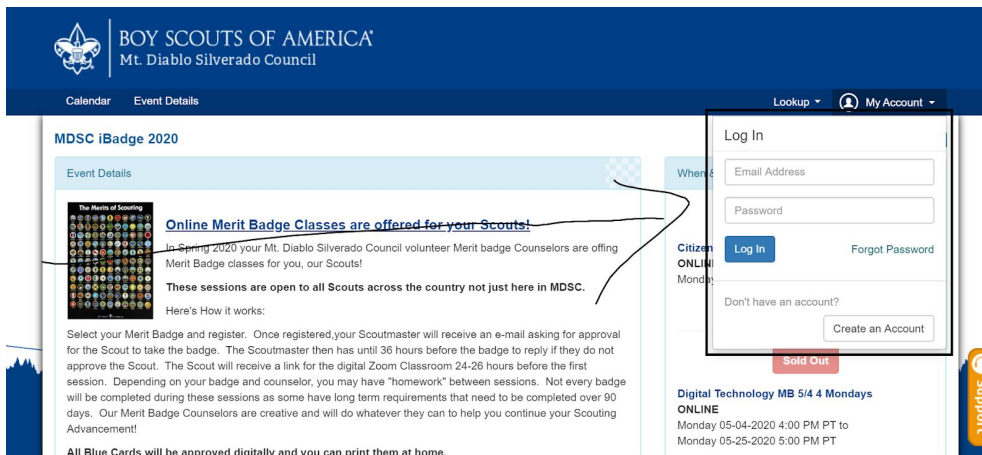 BOY SCOUTS OF AMERICA®
Mt. Diablo Silverado Council
Calendar Event Details Lookup My Account
MDSC iBadge 2020
Event Details
The Merits of Scouting
Online Merit Badge Classes are offered for your Scouts!
In Spring 2020 your Mt. Diablo Silverado Council volunteer Merit badge Counselors are offing
Merit Badge classes for you, our Scouts!
These sessions are open to all Scouts across the country not just here in MDSC.
Here's How it works:
Select your Merit Badge and register. Once registered,your Scoutmaster will receive an e-mail asking for approval
for the Scout to take the badge. The Scoutmaster then has until 36 hours before the badge to reply if they do not
approve the Scout. The Scout will receive a link for the digital Zoom Classroom 24-26 hours before the first
session. Depending on your badge and counselor, you may have "homework" between sessions. Not every badge
will be completed during these sessions as some have long term requirements that need to be completed over 90
days. Our Merit Badge Counselors are creative and will do whatever they can to help you continue your Scouting
Advancement!
All Blue Cards will be approved digitally and you can print them at home.
When &
Citizen
ONLIN
Monday
Log In
Email Address
Password
Log In Forgot Password
Don't have an account?
Create an Account
Sold Out
Digital Technology MB 5/4 4 Mondays
ONLINE
Monday 05-04-2020 4:00 PM PT to
Monday 05-25-2020 5:00 PM PT
Support